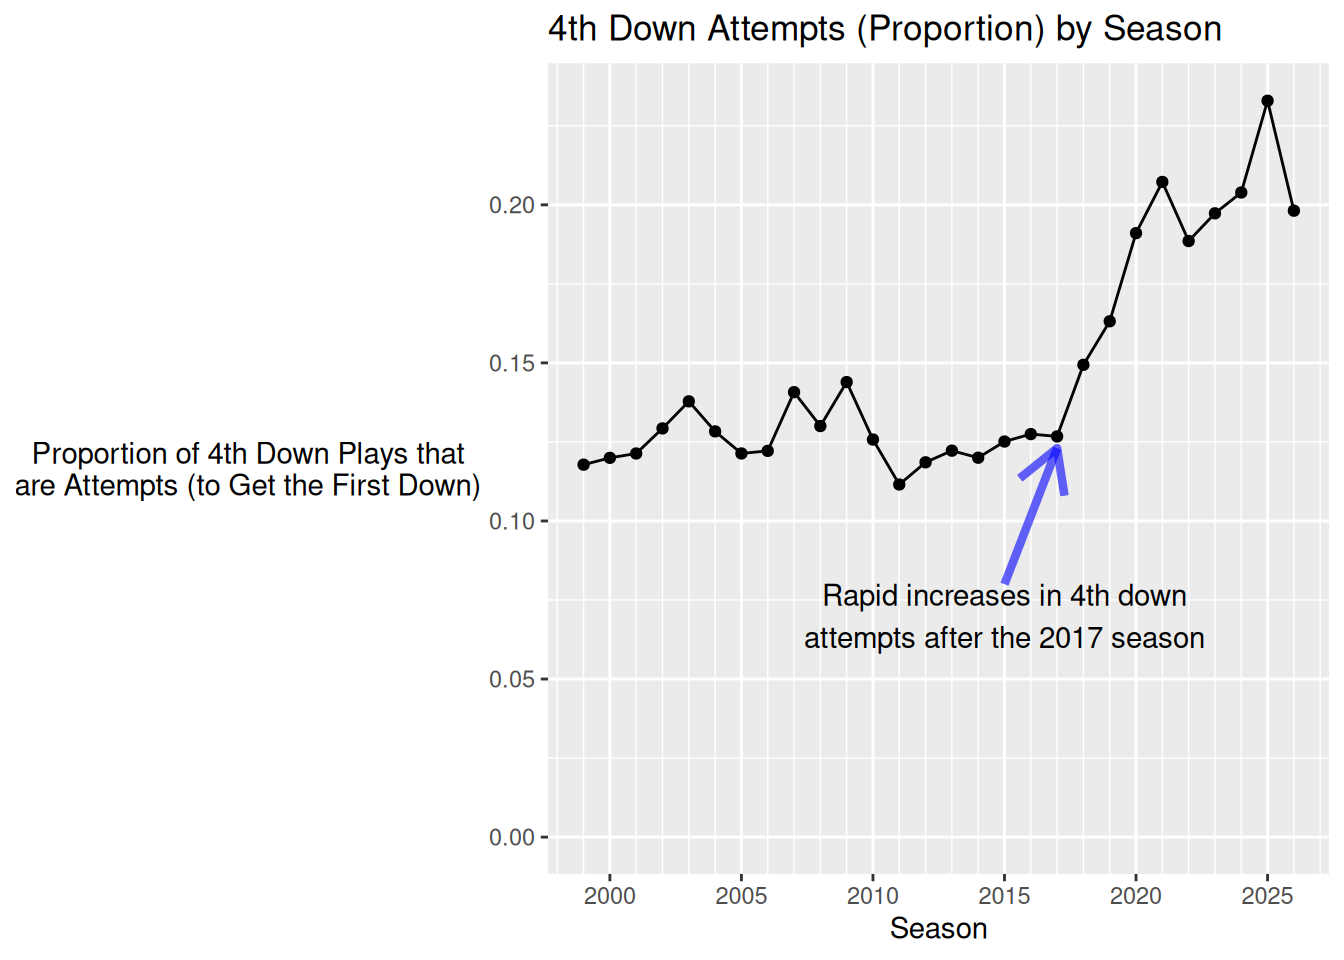 4th Down Attempts (Proportion) by Season
Proportion of 4th Down Plays that
are Attempts (to Get the First Down)
0.20
0.15
0.10
0.05
0.00
Rapid increases in 4th down
attempts after the 2017 season
2000 2005 2010 2015 2020 2025
Season